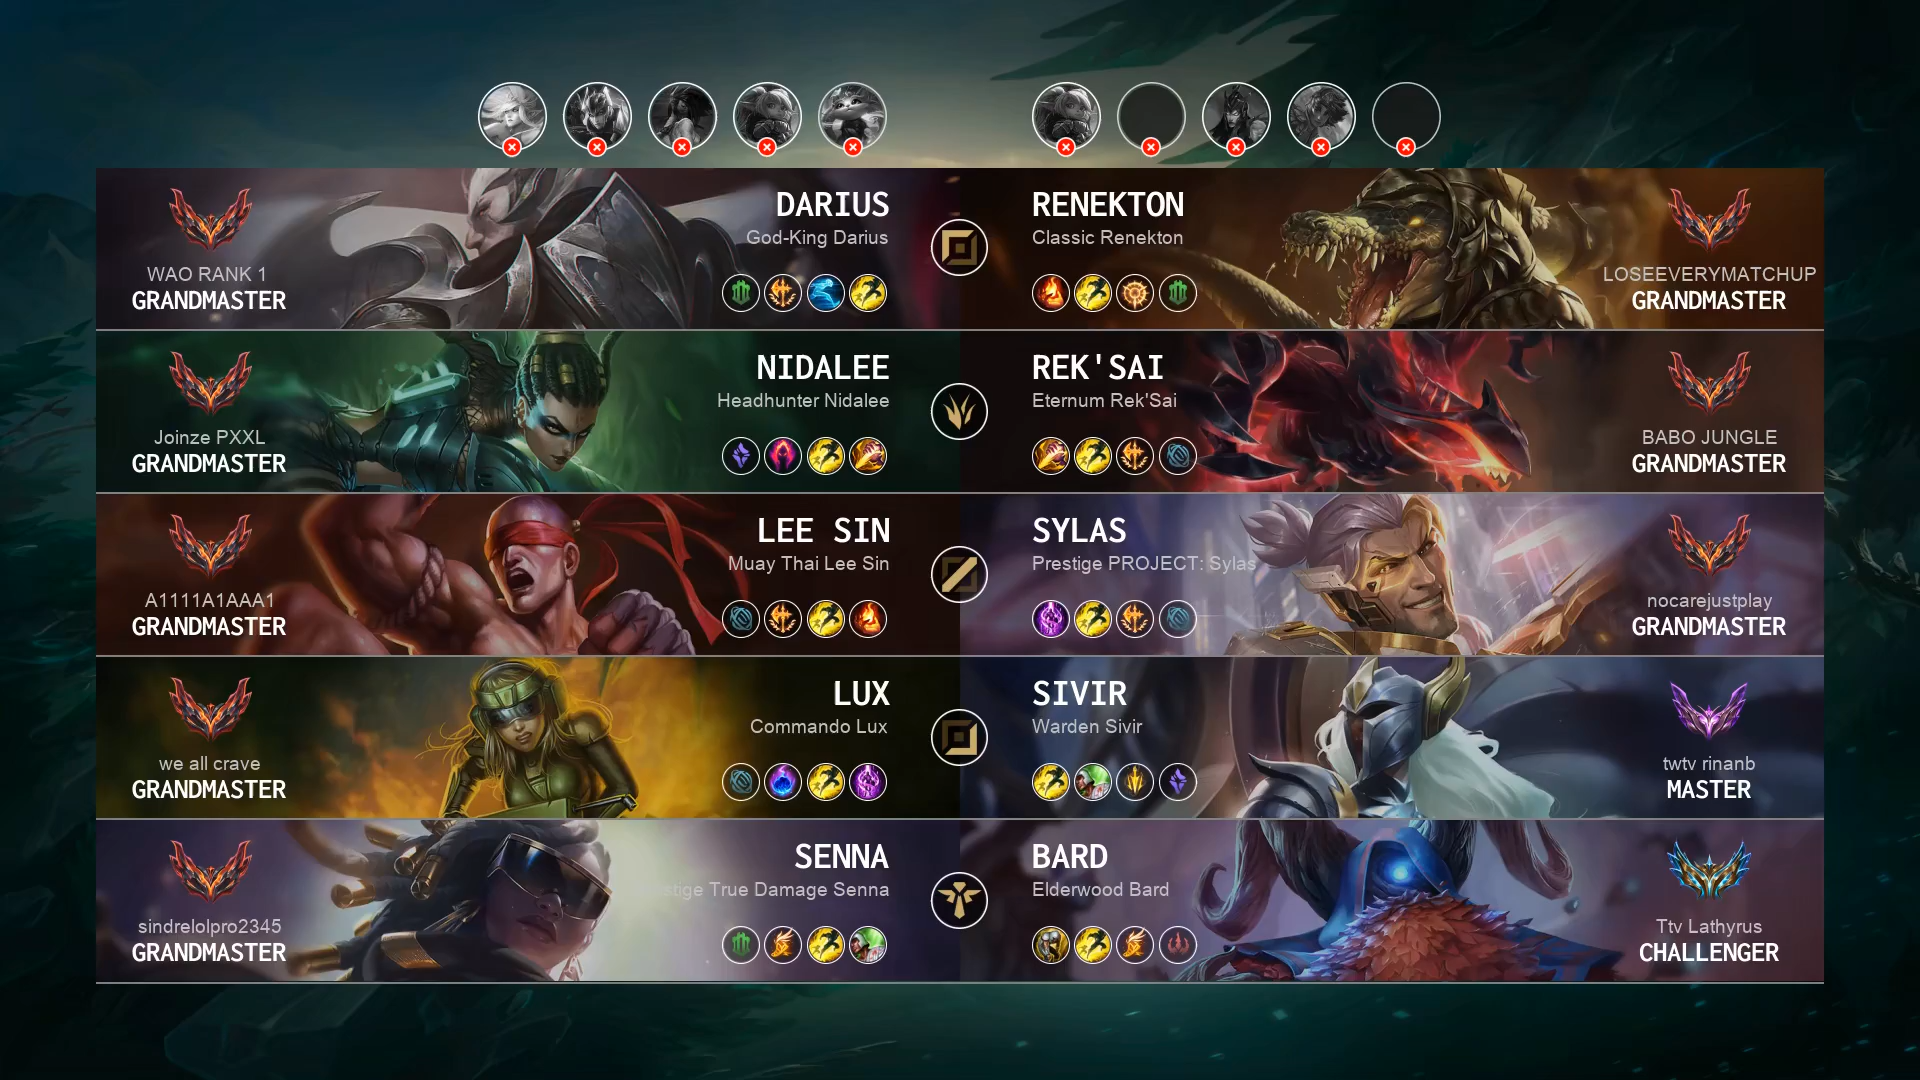 DARIUS
God-King Darius
WAO RANK 1
GRANDMASTER
RENEKTON
Classic Renekton
LOSEEVERYMATCHUP
GRANDMASTER
NIDALEE
Headhunter Nidalee
Joinze PXXL
GRANDMASTER
REK'SAI
Eternum Rek'Sai
BABO JUNGLE
GRANDMASTER
LEE SIN
Muay Thai Lee Sin
A1111A1AAA1
GRANDMASTER
SYLAS
Prestige PROJECT: Sylas
nocarejustplay
GRANDMASTER
LUX
Commando Lux
we all crave
GRANDMASTER
SIVIR
Warden Sivir
twtv rinanb
MASTER
SENNA
True Damage Senna
sindrelolpro2345
GRANDMASTER
BARD
Elderwood Bard
Ttv Lathyrus
CHALLENGER